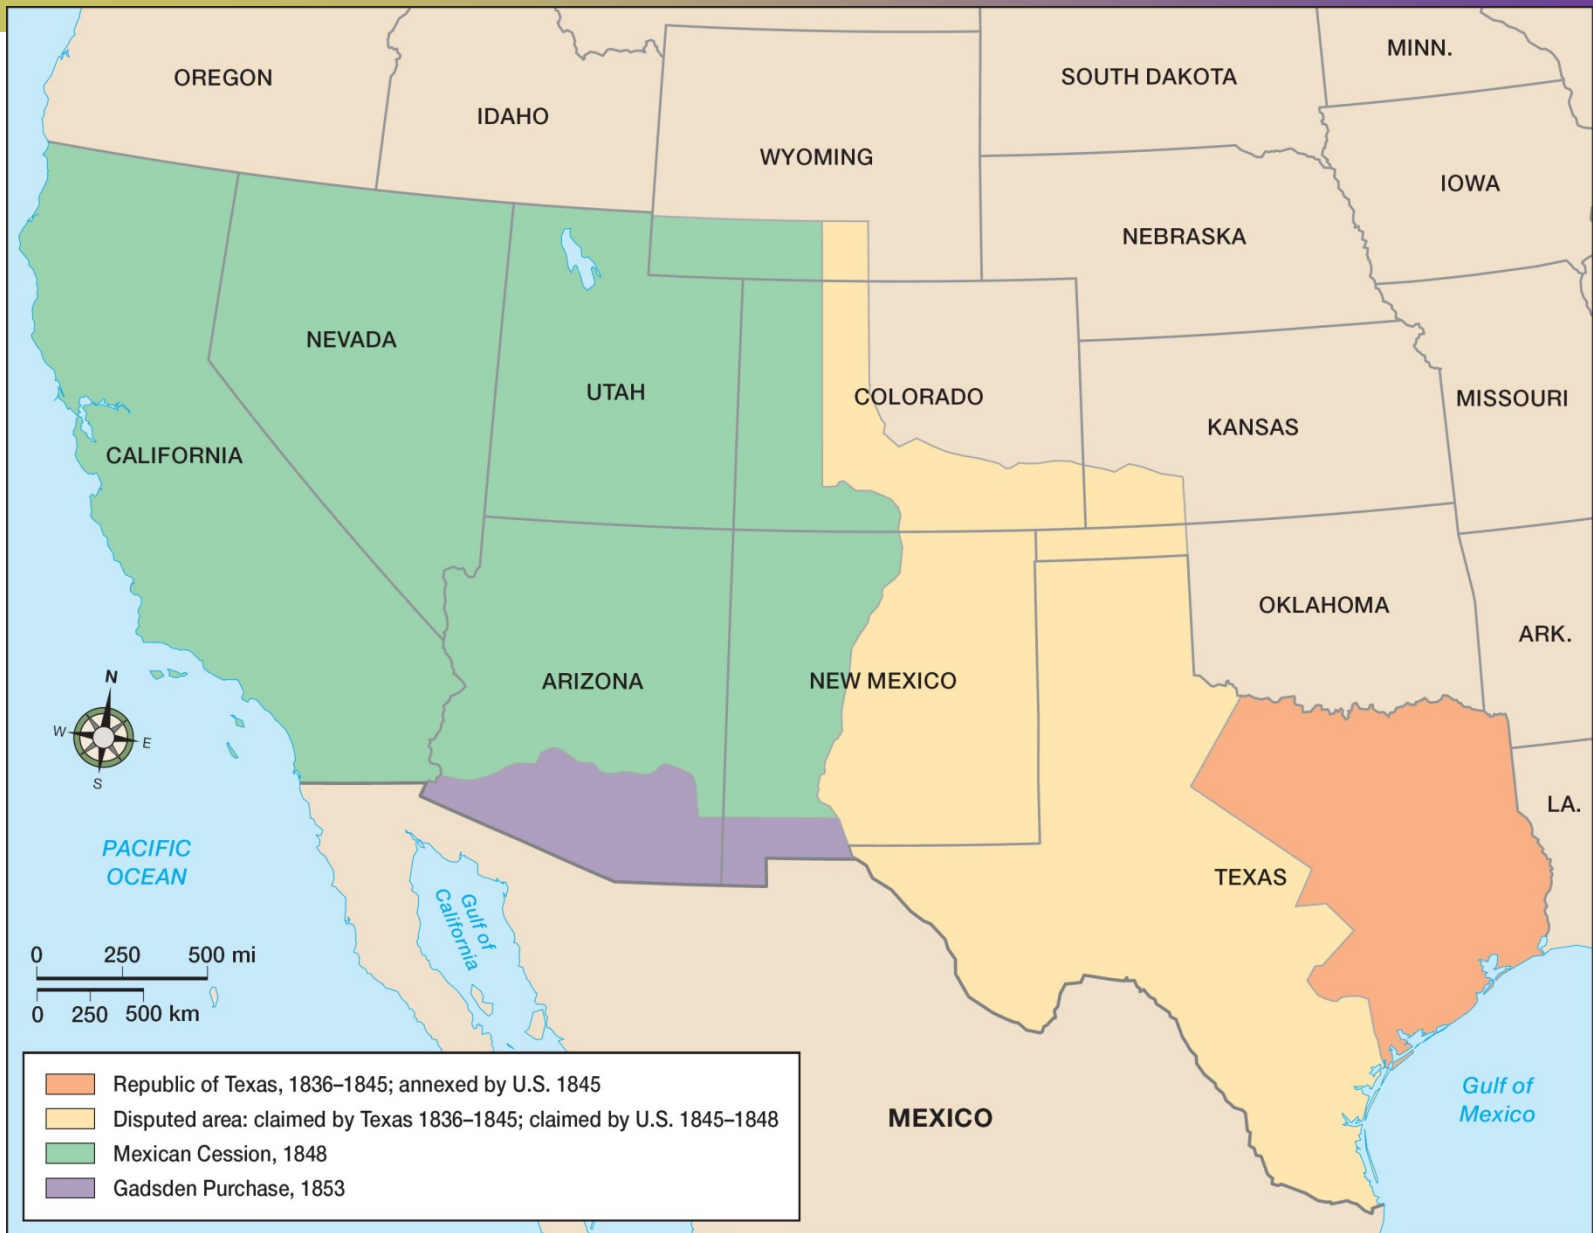 MINN.
OREGON
SOUTH DAKOTA
IDAHO
WYOMING
IOWA
NEBRASKA
NEVADA
UTAH
COLORADO
MISSOURI
KANSAS
CALIFORNIA
OKLAHOMA
ARK.
ARIZONA
NEW MEXICO
N
W
E
S
LA.
PACIFIC
OCEAN
TEXAS
Gulf of
California
0 250 500 mi
0 250 500 km
Republic of Texas, 1836–1845; annexed by U.S. 1845
Disputed area: claimed by Texas 1836–1845; claimed by U.S. 1845–1848
Mexican Cession, 1848
Gadsden Purchase, 1853
MEXICO
Gulf of
Mexico